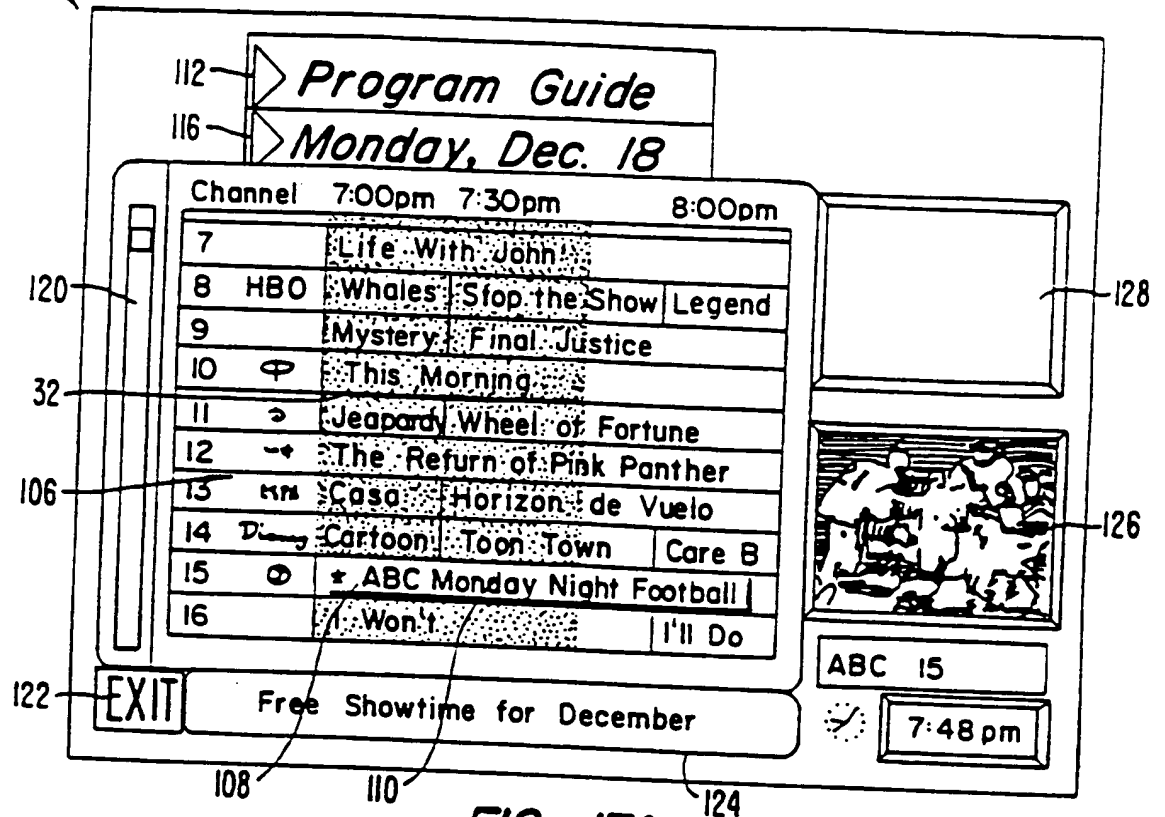 112 Program Guide
116 Monday, Dec. 18
Channel 7:00pm 7:30pm 8:00pm
7 Life With John
8 HBO Whales Stop the Show Legend
120 128
9 Mystery Final Justice
10 This Morning
32
11 Jeapardy Wheel of Fortune
12 The Return of Pink Panther
106
13 Casa Horizon de Vuelo
126
14 Disney Cartoon Toon Town Care B
15 * ABC Monday Night Football
16 I Won't I'll Do
ABC 15
122 EXIT Free Showtime for December
7:48 pm
108 110 124